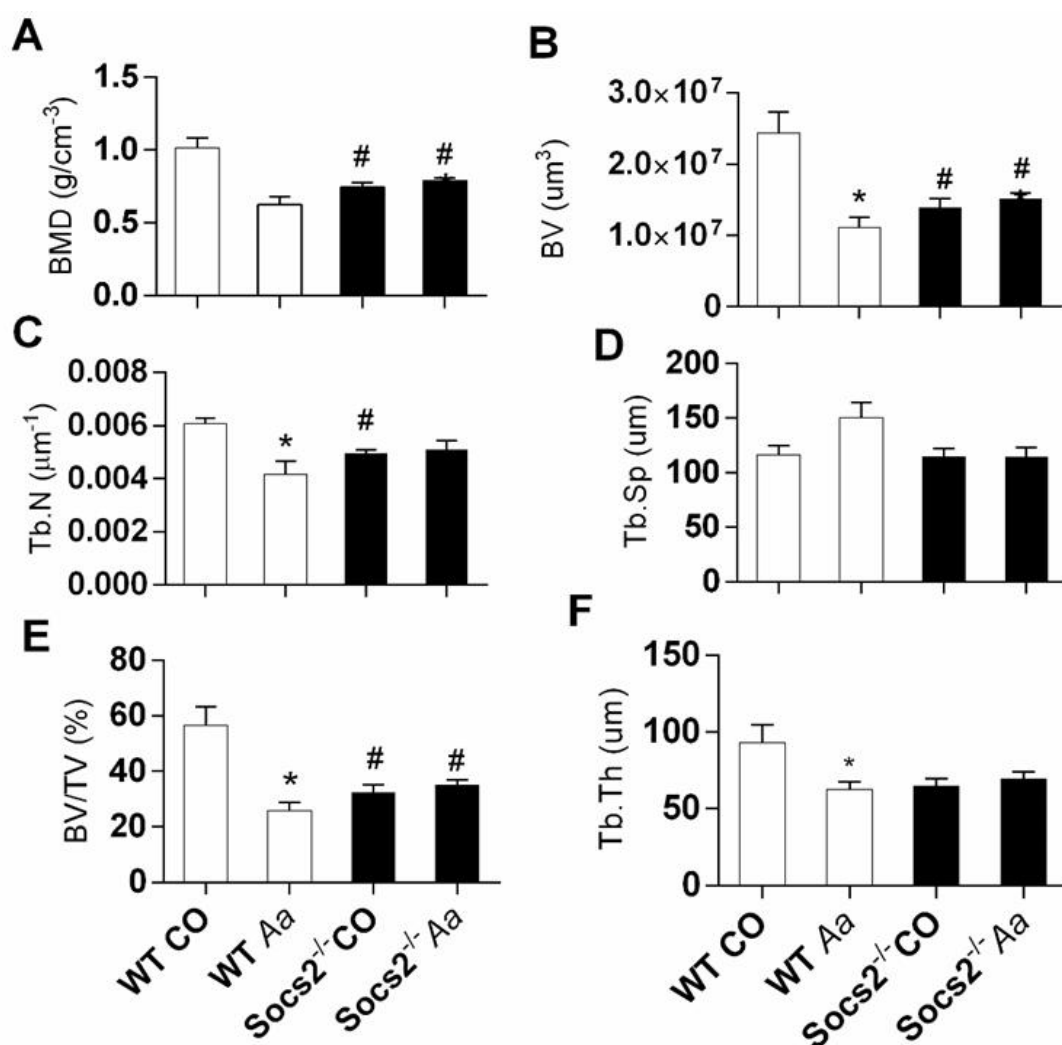 A
BMD (g/cm⁻³)
1.5
1.0
0.5
0.0
#
#
B
BV (um³)
3.0×10⁷
2.0×10⁷
1.0×10⁷
0
*
#
#
C
Tb.N (μm⁻¹)
0.008
0.006
0.004
0.002
0.000
*
#
D
Tb.Sp (um)
200
150
100
50
0
E
BV/TV (%)
80
60
40
20
0
*
#
#
WT CO
WT Aa
Socs2⁻/⁻CO
Socs2⁻/⁻Aa
F
Tb.Th (um)
150
100
50
0
*
WT CO
WT Aa
Socs2⁻/⁻CO
Socs2⁻/⁻Aa